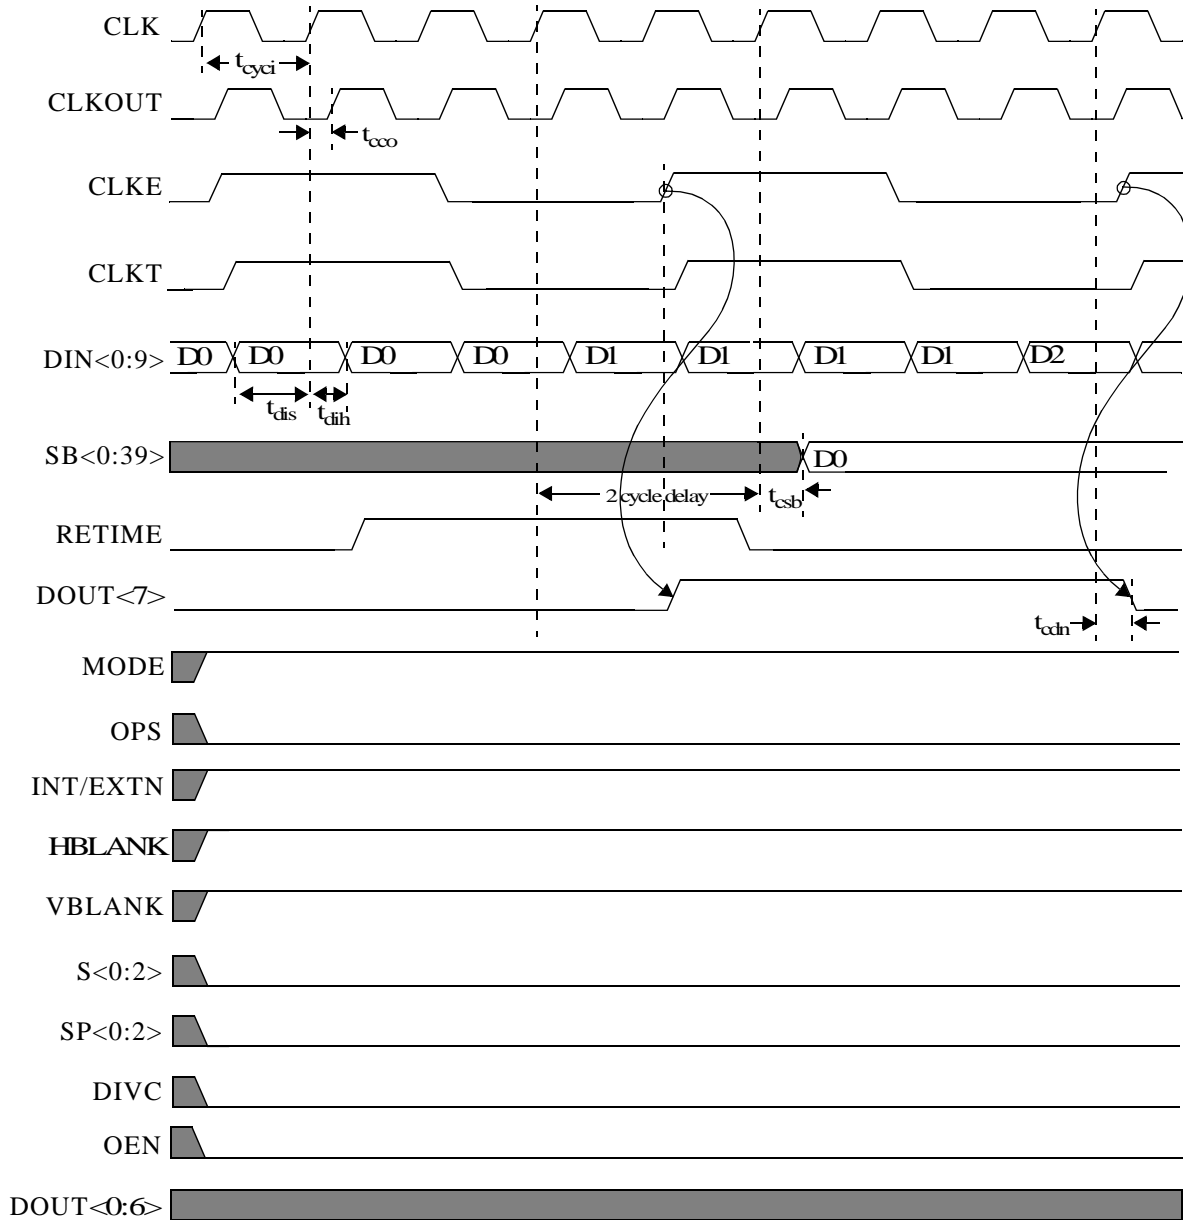 CLK
t_cyci
CLKOUT
t_cco
CLKE
CLKT
DIN<0:9> D0 D0 D0 D0 D1 D1 D1 D1 D2
t_dis t_dih
SB<0:39> D0
2 cycle delay t_csb
RETIME
DOUT<7>
t_cdn
MODE
OPS
INT/EXTN
HBLANK
VBLANK
S<0:2>
SP<0:2>
DIVC
OEN
DOUT<0:6>